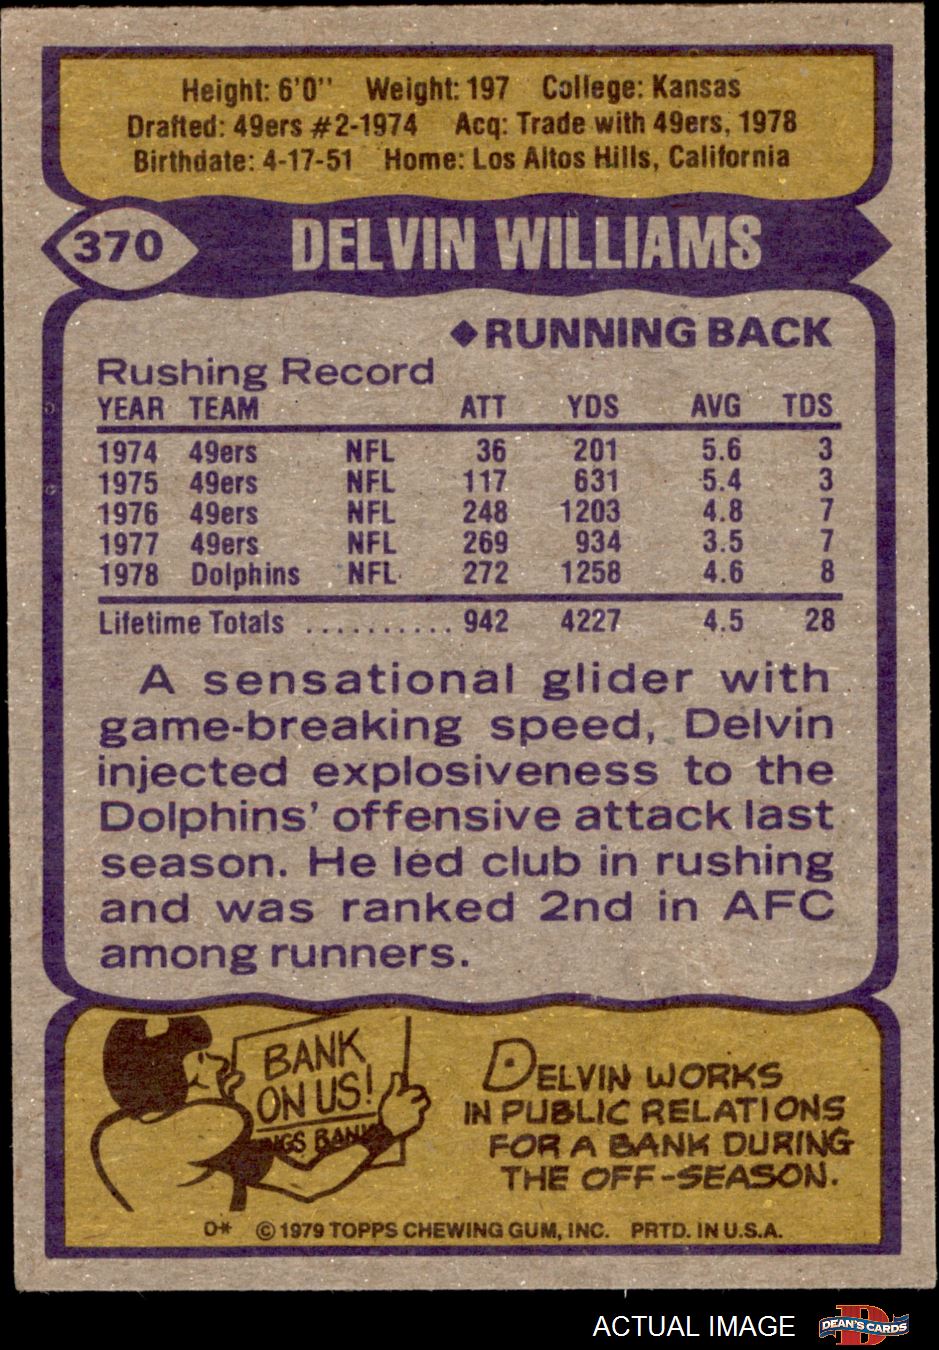 Height: 6'0" Weight: 197 College: Kansas
Drafted: 49ers #2-1974 Acq: Trade with 49ers, 1978
Birthdate: 4-17-51 Home: Los Altos Hills, California
370 DELVIN WILLIAMS
◆RUNNING BACK
Rushing Record
YEAR TEAM ATT YDS AVG TDS
1974 49ers NFL 36 201 5.6 3
1975 49ers NFL 117 631 5.4 3
1976 49ers NFL 248 1203 4.8 7
1977 49ers NFL 269 934 3.5 7
1978 Dolphins NFL 272 1258 4.6 8
Lifetime Totals .......... 942 4227 4.5 28
A sensational glider with
game-breaking speed, Delvin
injected explosiveness to the
Dolphins' offensive attack last
season. He led club in rushing
and was ranked 2nd in AFC
among runners.
BANK
ON US!
BANK
DELVIN WORKS
IN PUBLIC RELATIONS
FOR A BANK DURING
THE OFF-SEASON.
O* © 1979 TOPPS CHEWING GUM, INC. PRTD. IN U.S.A.
ACTUAL IMAGE
D
DEAN'S CARDS